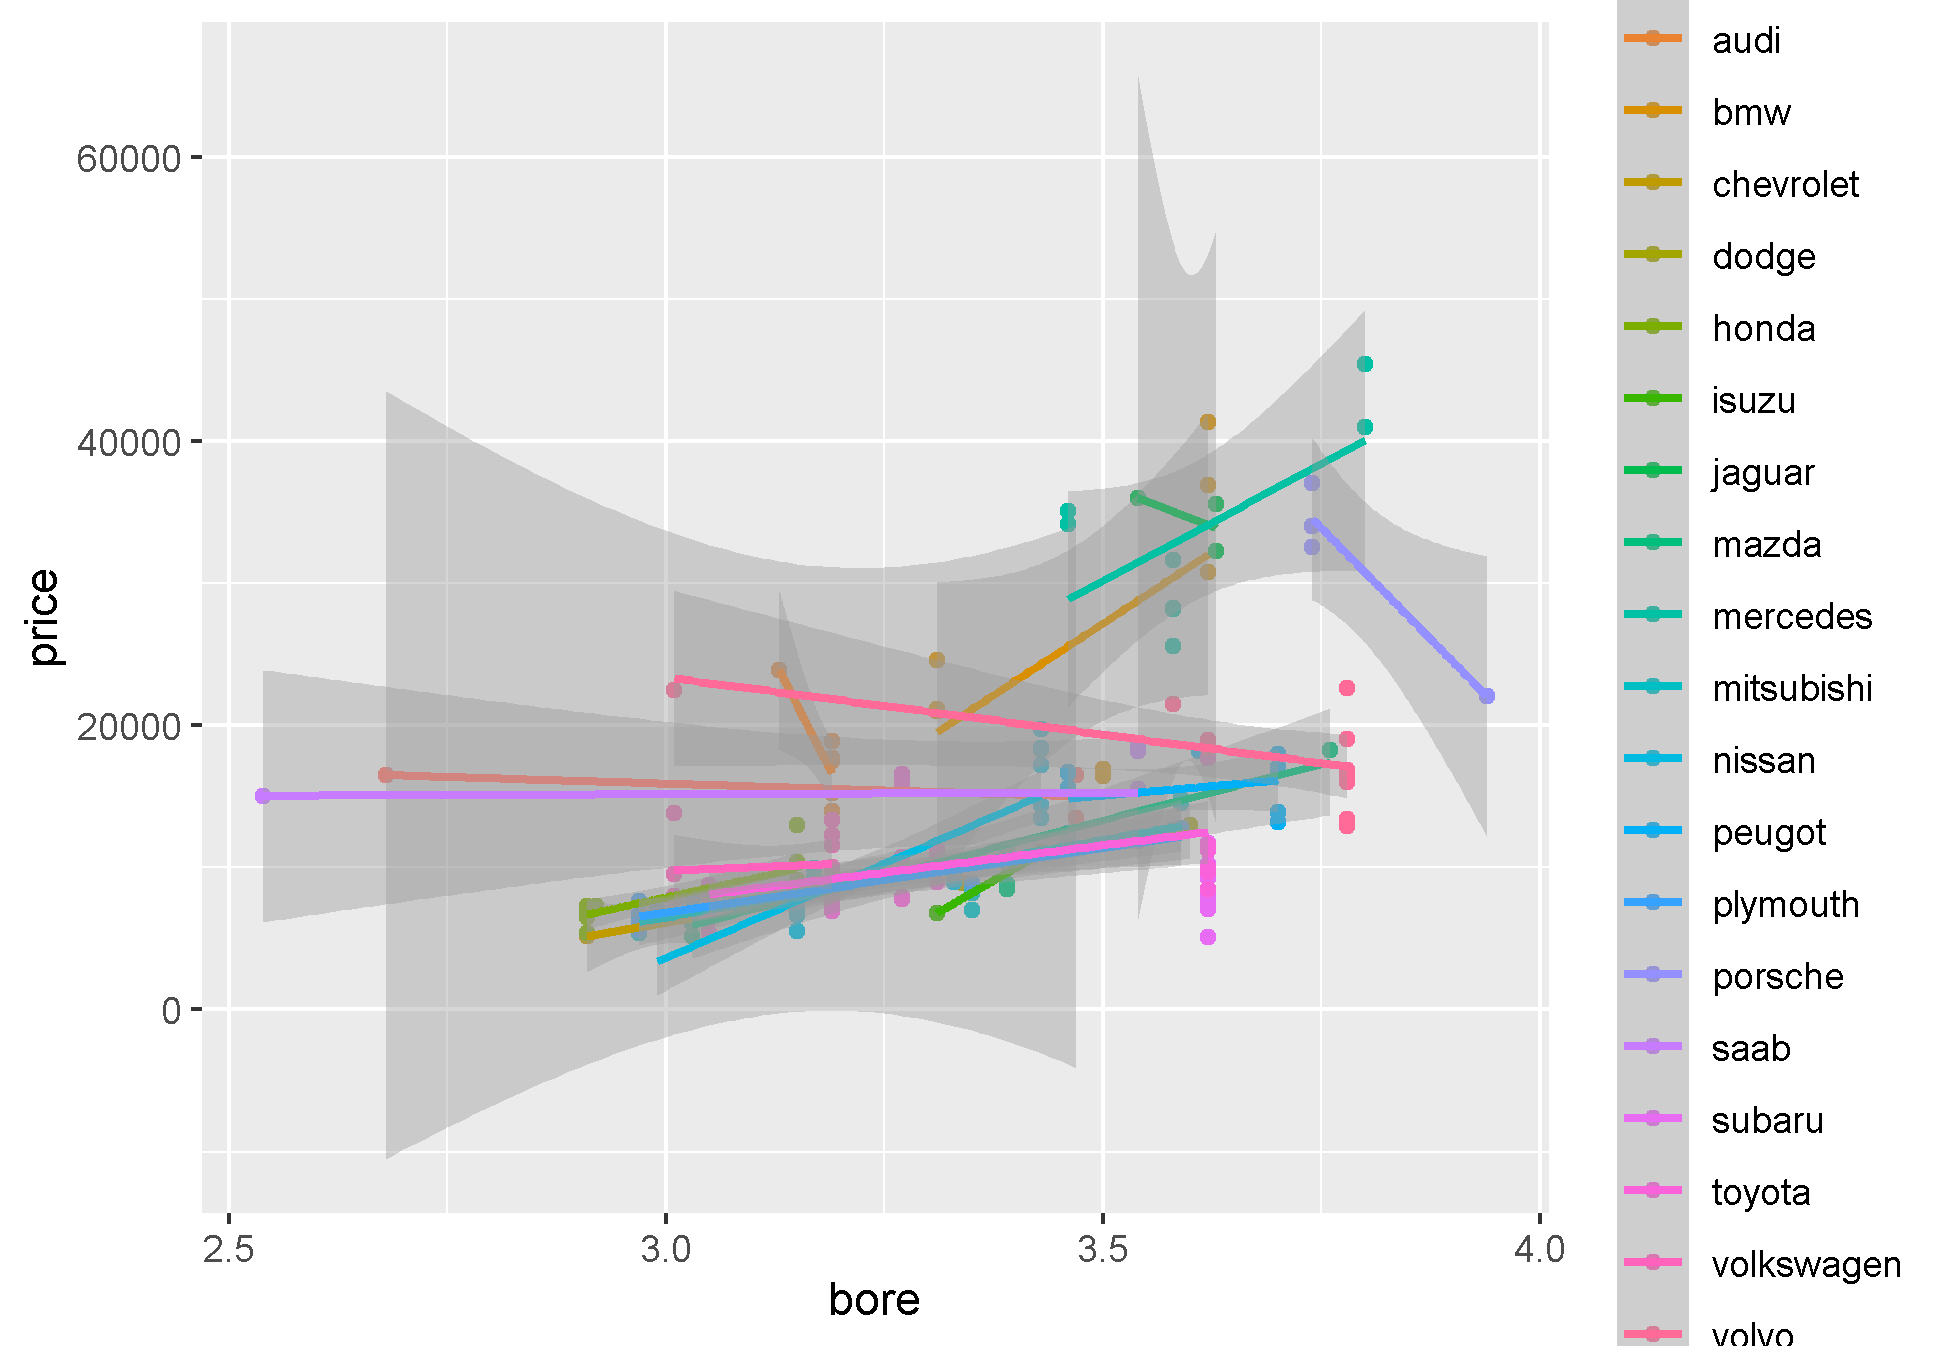 60000
40000
20000
0
price
2.5 3.0 3.5 4.0
bore
audi
bmw
chevrolet
dodge
honda
isuzu
jaguar
mazda
mercedes
mitsubishi
nissan
peugot
plymouth
porsche
saab
subaru
toyota
volkswagen
volvo